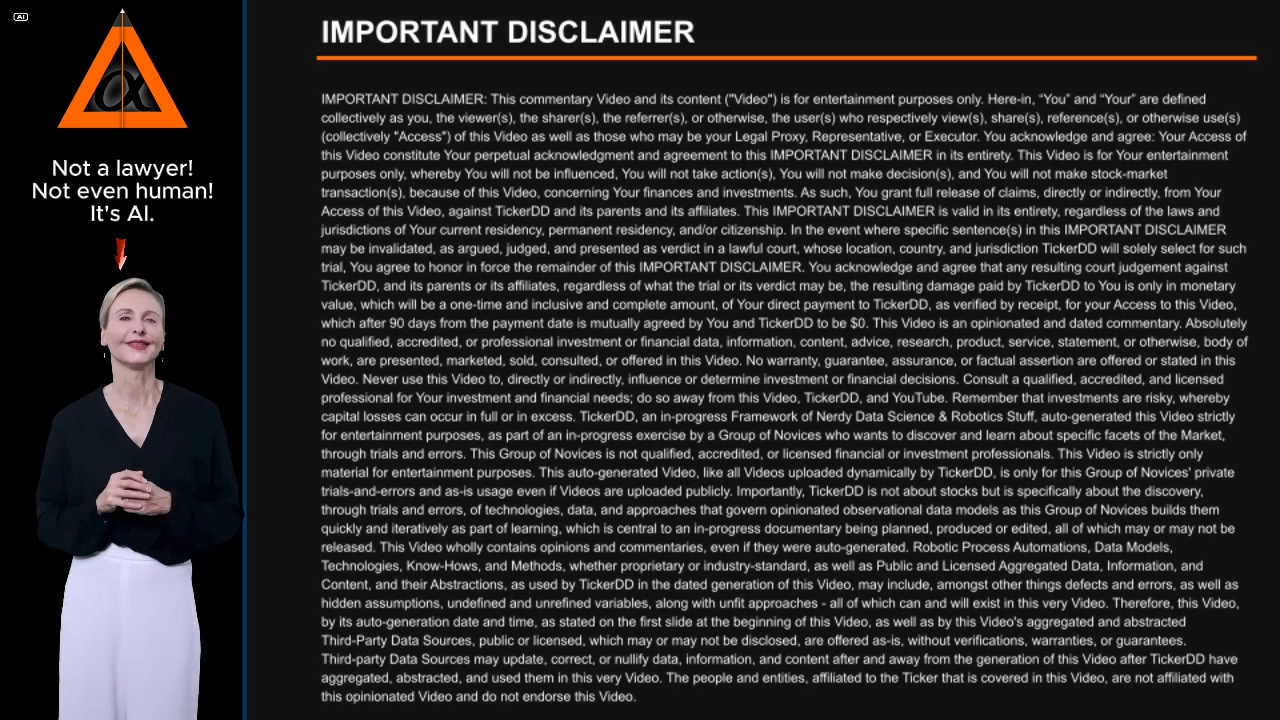 AI
α
Not a lawyer!
Not even human!
It's AI.
IMPORTANT DISCLAIMER
IMPORTANT DISCLAIMER: This commentary Video and its content ("Video") is for entertainment purposes only. Here-in, “You” and “Your” are defined
collectively as you, the viewer(s), the sharer(s), the referrer(s), or otherwise, the user(s) who respectively view(s), share(s), reference(s), or otherwise use(s)
(collectively "Access") of this Video as well as those who may be your Legal Proxy, Representative, or Executor. You acknowledge and agree: Your Access of
this Video constitute Your perpetual acknowledgment and agreement to this IMPORTANT DISCLAIMER in its entirety. This Video is for Your entertainment
purposes only, whereby You will not be influenced, You will not take action(s), You will not make decision(s), and You will not make stock-market
transaction(s), because of this Video, concerning Your finances and investments. As such, You grant full release of claims, directly or indirectly, from Your
Access of this Video, against TickerDD and its parents and its affiliates. This IMPORTANT DISCLAIMER is valid in its entirety, regardless of the laws and
jurisdictions of Your current residency, permanent residency, and/or citizenship. In the event where specific sentence(s) in this IMPORTANT DISCLAIMER
may be invalidated, as argued, judged, and presented as verdict in a lawful court, whose location, country, and jurisdiction TickerDD will solely select for such
trial, You agree to honor in force the remainder of this IMPORTANT DISCLAIMER. You acknowledge and agree that any resulting court judgement against
TickerDD, and its parents or its affiliates, regardless of what the trial or its verdict may be, the resulting damage paid by TickerDD to You is only in monetary
value, which will be a one-time and inclusive and complete amount, of Your direct payment to TickerDD, as verified by receipt, for your Access to this Video,
which after 90 days from the payment date is mutually agreed by You and TickerDD to be $0. This Video is an opinionated and dated commentary. Absolutely
no qualified, accredited, or professional investment or financial data, information, content, advice, research, product, service, statement, or otherwise, body of
work, are presented, marketed, sold, consulted, or offered in this Video. No warranty, guarantee, assurance, or factual assertion are offered or stated in this
Video. Never use this Video to, directly or indirectly, influence or determine investment or financial decisions. Consult a qualified, accredited, and licensed
professional for Your investment and financial needs; do so away from this Video, TickerDD, and YouTube. Remember that investments are risky, whereby
capital losses can occur in full or in excess. TickerDD, an in-progress Framework of Nerdy Data Science & Robotics Stuff, auto-generated this Video strictly
for entertainment purposes, as part of an in-progress exercise by a Group of Novices who wants to discover and learn about specific facets of the Market,
through trials and errors. This Group of Novices is not qualified, accredited, or licensed financial or investment professionals. This Video is strictly only
material for entertainment purposes. This auto-generated Video, like all Videos uploaded dynamically by TickerDD, is only for this Group of Novices' private
trials-and-errors and as-is usage even if Videos are uploaded publicly. Importantly, TickerDD is not about stocks but is specifically about the discovery,
through trials and errors, of technologies, data, and approaches that govern opinionated observational data models as this Group of Novices builds them
quickly and iteratively as part of learning, which is central to an in-progress documentary being planned, produced or edited, all of which may or may not be
released. This Video wholly contains opinions and commentaries, even if they were auto-generated. Robotic Process Automations, Data Models,
Technologies, Know-Hows, and Methods, whether proprietary or industry-standard, as well as Public and Licensed Aggregated Data, Information, and
Content, and their Abstractions, as used by TickerDD in the dated generation of this Video, may include, amongst other things defects and errors, as well as
hidden assumptions, undefined and unrefined variables, along with unfit approaches - all of which can and will exist in this very Video. Therefore, this Video,
by its auto-generation date and time, as stated on the first slide at the beginning of this Video, as well as by this Video's aggregated and abstracted
Third-Party Data Sources, public or licensed, which may or may not be disclosed, are offered as-is, without verifications, warranties, or guarantees.
Third-party Data Sources may update, correct, or nullify data, information, and content after and away from the generation of this Video after TickerDD have
aggregated, abstracted, and used them in this very Video. The people and entities, affiliated to the Ticker that is covered in this Video, are not affiliated with
this opinionated Video and do not endorse this Video.